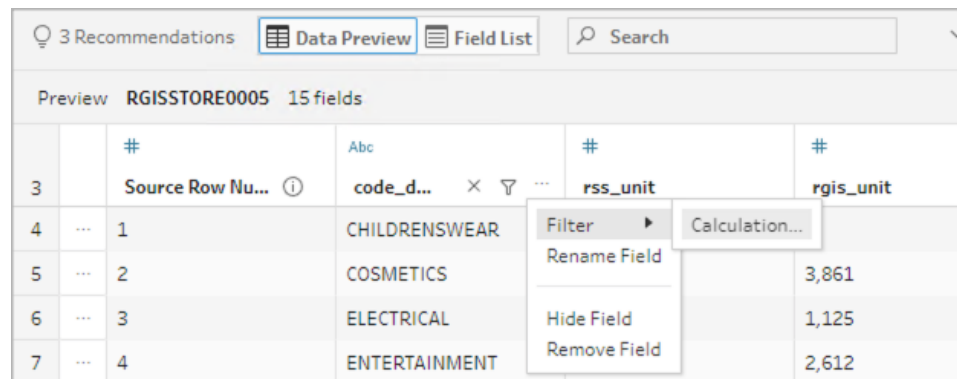 3 Recommendations Data Preview Field List Search
Preview RGISSTORE0005 15 fields
# Abc # #
3 Source Row Nu... code_d... ... rss_unit rgis_unit
4 ... 1 CHILDRENSWEAR Filter Calculation...
Rename Field
5 ... 2 COSMETICS 3,861
6 ... 3 ELECTRICAL Hide Field 1,125
Remove Field
7 ... 4 ENTERTAINMENT 2,612